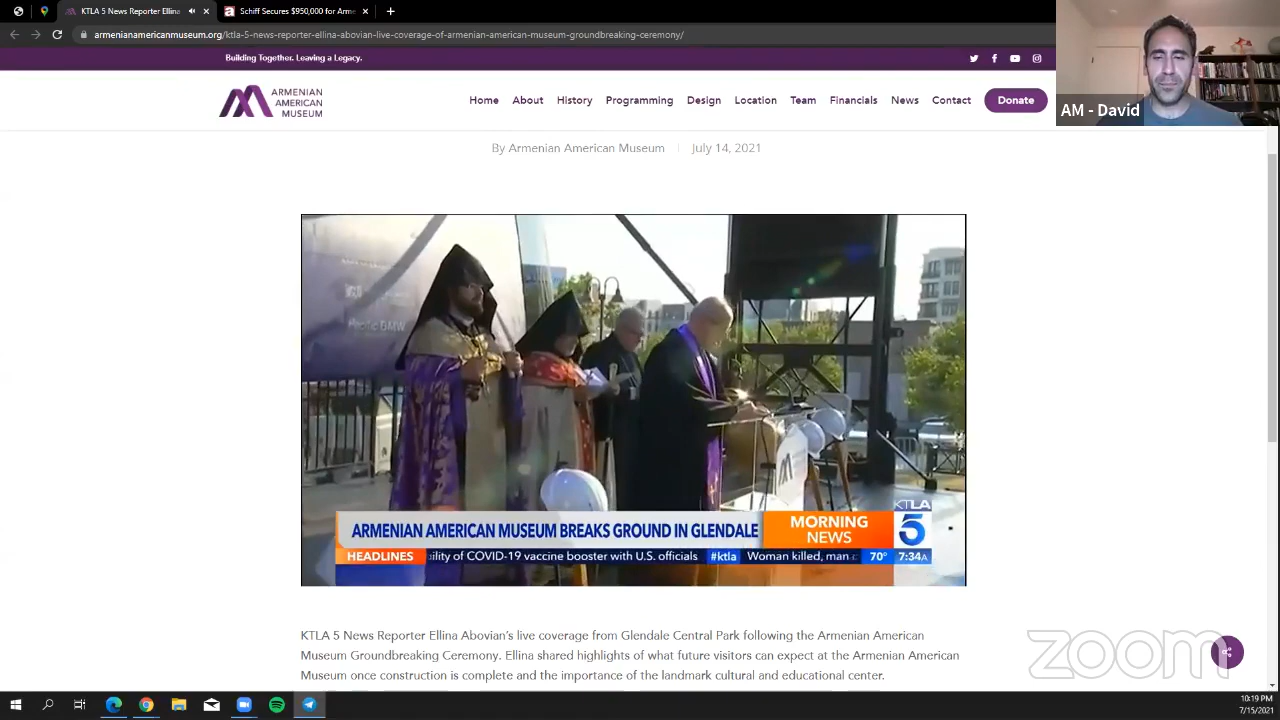 KTLA 5 News Reporter Ellina
Schiff Secures $950,000 for Arme
armenianamericanmuseum.org/ktla-5-news-reporter-ellina-abovian-live-coverage-of-armenian-american-museum-groundbreaking-ceremony/
Building Together. Leaving a Legacy.
ARMENIAN
AMERICAN
MUSEUM
Home About History Programming Design Location Team Financials News Contact Donate
AM - David
By Armenian American Museum July 14, 2021
Pacific BMW
KTLA
5
ARMENIAN AMERICAN MUSEUM BREAKS GROUND IN GLENDALE
MORNING
NEWS
HEADLINES ility of COVID-19 vaccine booster with U.S. officials #ktla Woman killed, man 70° 7:34A
KTLA 5 News Reporter Ellina Abovian's live coverage from Glendale Central Park following the Armenian American
Museum Groundbreaking Ceremony. Ellina shared highlights of what future visitors can expect at the Armenian American
Museum once construction is complete and the importance of the landmark cultural and educational center.
zoom
10:19 PM
7/15/2021